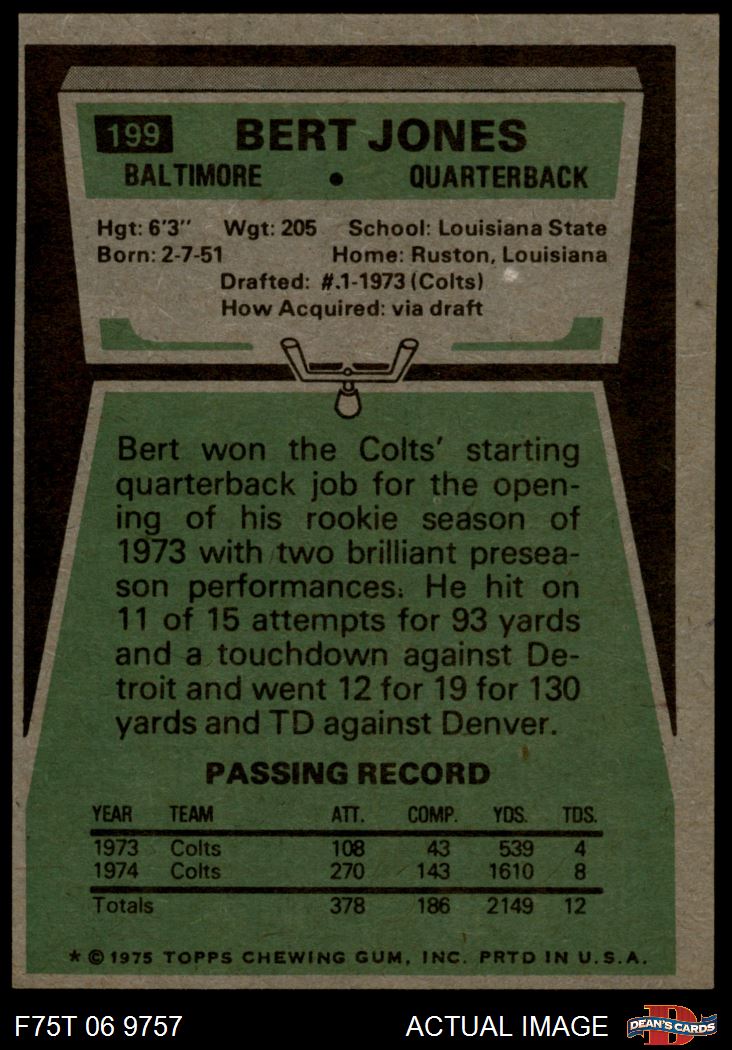 199 BERT JONES
BALTIMORE • QUARTERBACK
Hgt: 6'3" Wgt: 205 School: Louisiana State
Born: 2-7-51 Home: Ruston, Louisiana
Drafted: #.1-1973 (Colts)
How Acquired: via draft
Bert won the Colts' starting
quarterback job for the open-
ing of his rookie season of
1973 with two brilliant presea-
son performances. He hit on
11 of 15 attempts for 93 yards
and a touchdown against De-
troit and went 12 for 19 for 130
yards and TD against Denver.
PASSING RECORD
YEAR TEAM ATT. COMP. YDS. TDS.
1973 Colts 108 43 539 4
1974 Colts 270 143 1610 8
Totals 378 186 2149 12
* © 1975 TOPPS CHEWING GUM, INC. PRTD IN U.S.A.
F75T 06 9757 ACTUAL IMAGE DEAN'S CARDS